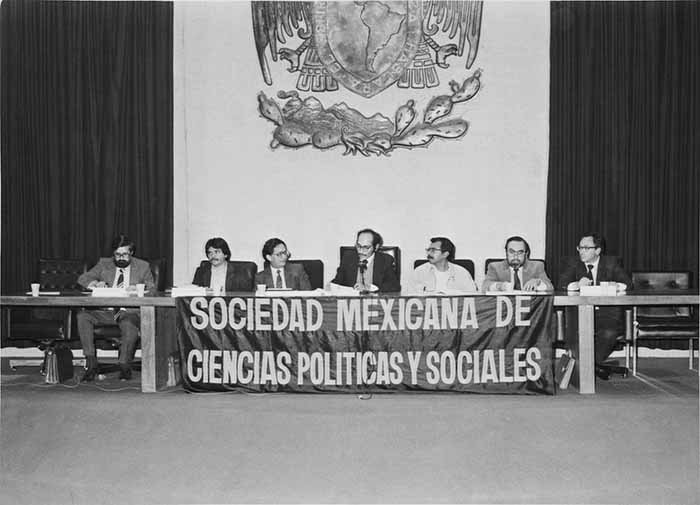 SOCIEDAD MEXICANA DE
CIENCIAS POLITICAS Y SOCIALES